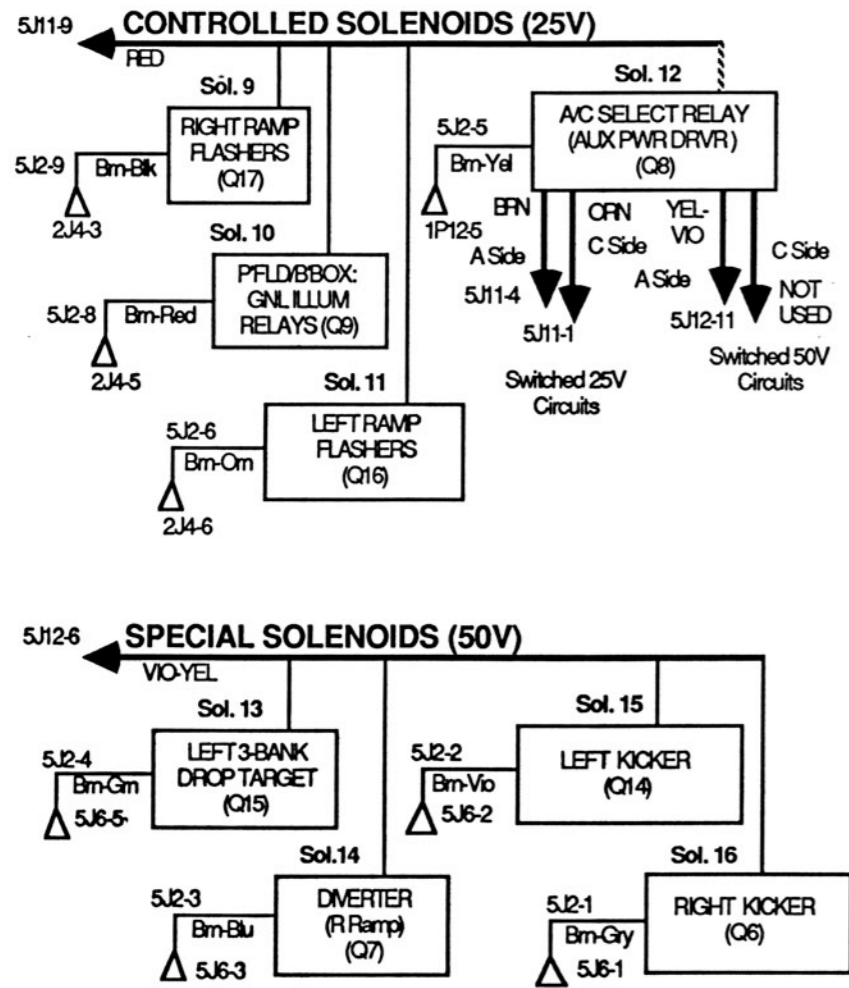 5J11-9
CONTROLLED SOLENOIDS (25V)
RED
Sol. 9
RIGHT RAMP
FLASHERS
(Q17)
5J2-9
Brn-Blk
2J4-3
Sol. 10
P'FLD/B'BOX:
GNL ILLUM
RELAYS (Q9)
5J2-8
Brn-Red
2J4-5
Sol. 11
LEFT RAMP
FLASHERS
(Q16)
5J2-6
Brn-Orn
2J4-6
Sol. 12
A/C SELECT RELAY
(AUX PWR DRVR)
(Q8)
5J2-5
Brn-Yel
1P12-5
BRN
A Side
5J11-4
ORN
C Side
5J11-1
Switched 25V
Circuits
YEL-
VIO
A Side
5J12-11
C Side
NOT
USED
Switched 50V
Circuits
5J12-6
SPECIAL SOLENOIDS (50V)
VIO-YEL
Sol. 13
LEFT 3-BANK
DROP TARGET
(Q15)
5J2-4
Brn-Grn
5J6-5
Sol.14
DIVERTER
(R Ramp)
(Q7)
5J2-3
Brn-Blu
5J6-3
Sol. 15
LEFT KICKER
(Q14)
5J2-2
Brn-Vio
5J6-2
Sol. 16
RIGHT KICKER
(Q6)
5J2-1
Brn-Gry
5J6-1